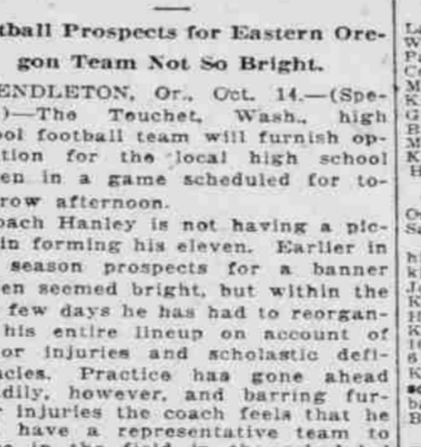 tball Prospects for Eastern Ore-
gon Team Not So Bright.
ENDLETON, Or., Oct. 14.—(Spe-
)—The Touchet, Wash., high
ool football team will furnish op-
tion for the local high school
en in a game scheduled for to-
rrow afternoon.
oach Hanley is not having a pic-
in forming his eleven. Earlier in
season prospects for a banner
en seemed bright, but within the
few days he has had to reorgan-
his entire lineup on account of
or injuries and scholastic defi-
cies. Practice has gone ahead
dily, however, and barring fur-
injuries the coach feels that he
have a representative team to